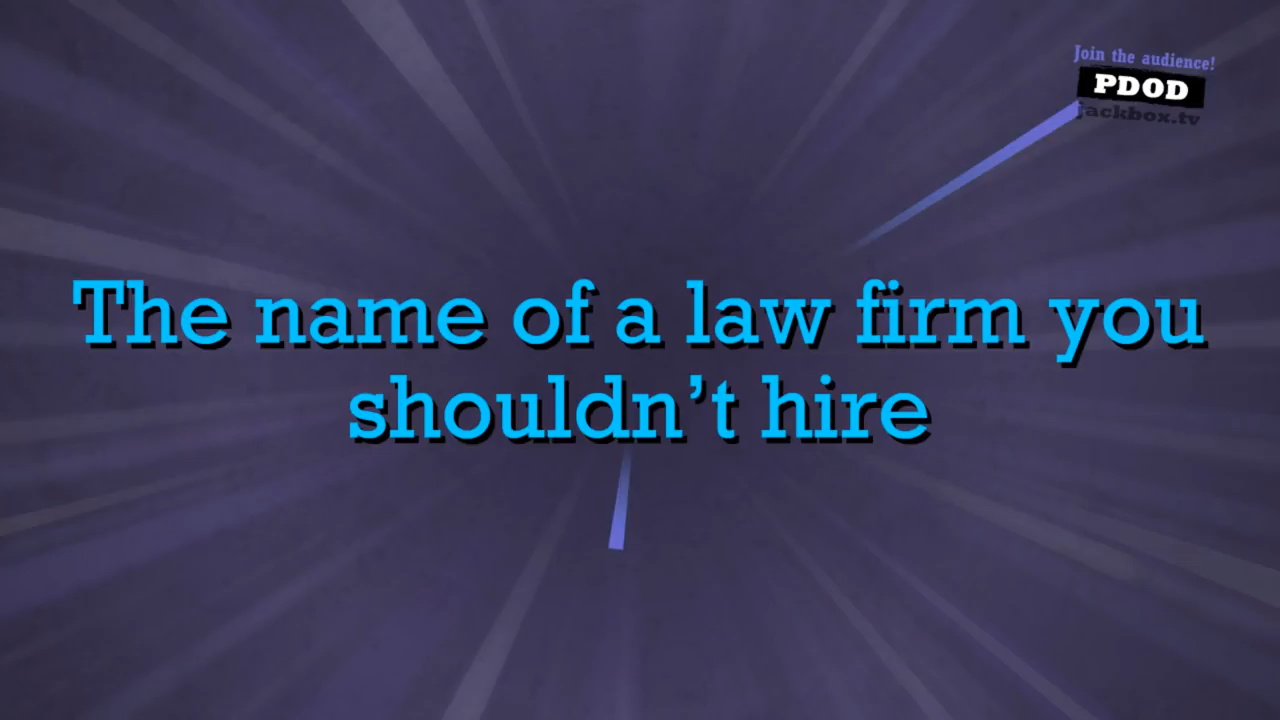 Join the audience!
PDOD
jackbox.tv
The name of a law firm you
shouldn’t hire